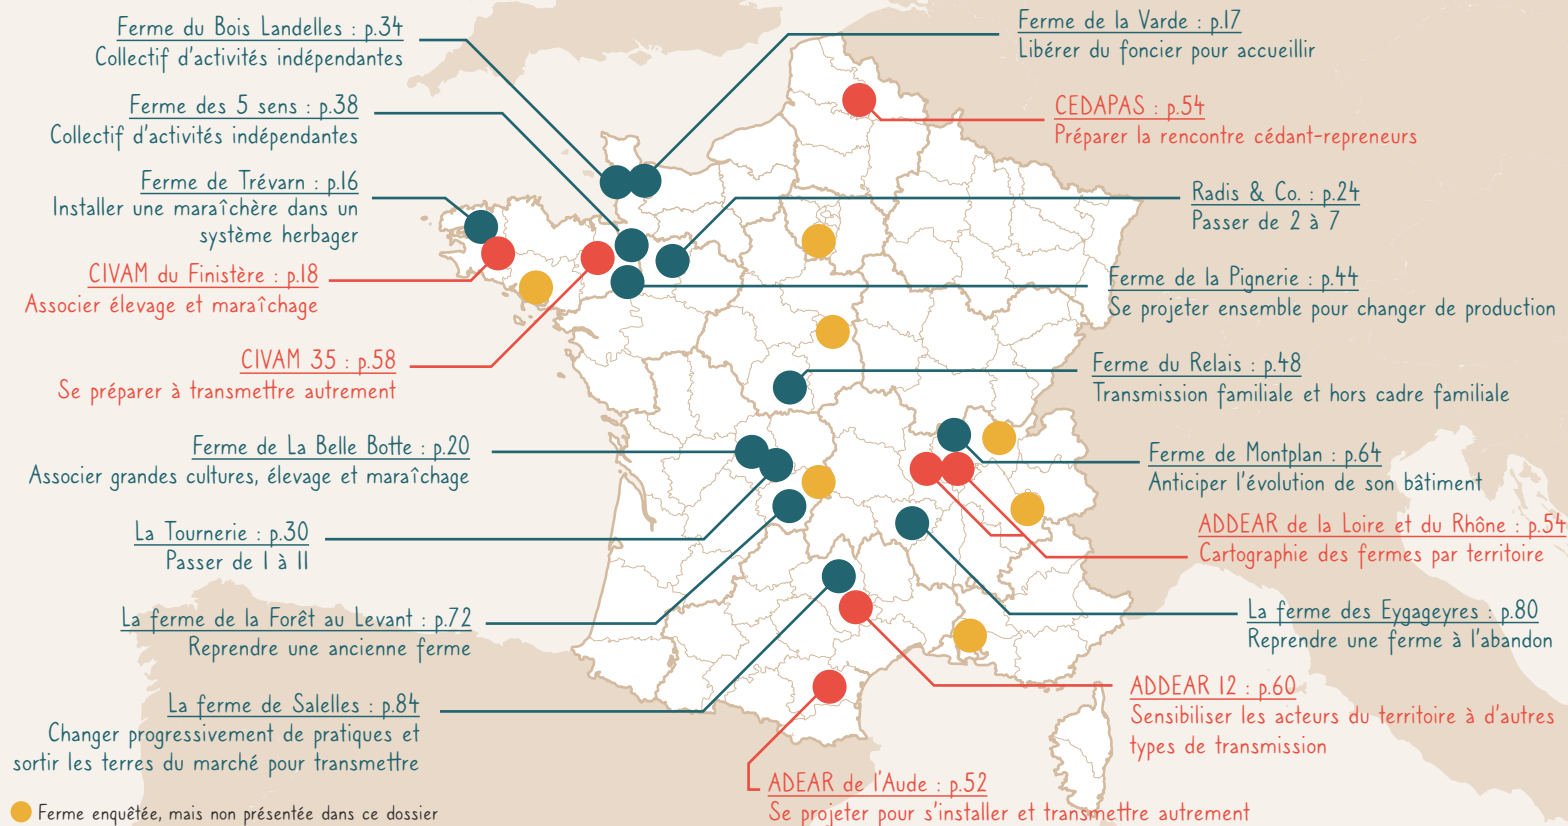 Ferme du Bois Landelles : p.34
Collectif d'activités indépendantes
Ferme des 5 sens : p.38
Collectif d'activités indépendantes
Ferme de Trévarn : p.16
Installer une maraîchère dans un
système herbager
CIVAM du Finistère : p.18
Associer élevage et maraîchage
CIVAM 35 : p.58
Se préparer à transmettre autrement
Ferme de La Belle Botte : p.20
Associer grandes cultures, élevage et maraîchage
La Tournerie : p.30
Passer de 1 à 11
La ferme de la Forêt au Levant : p.72
Reprendre une ancienne ferme
La ferme de Salelles : p.84
Changer progressivement de pratiques et
sortir les terres du marché pour transmettre
Ferme enquêtée, mais non présentée dans ce dossier
Ferme de la Varde : p.17
Libérer du foncier pour accueillir
CEDAPAS : p.54
Préparer la rencontre cédant-repreneurs
Radis & Co. : p.24
Passer de 2 à 7
Ferme de la Pignerie : p.44
Se projeter ensemble pour changer de production
Ferme du Relais : p.48
Transmission familiale et hors cadre familiale
Ferme de Montplan : p.64
Anticiper l'évolution de son bâtiment
ADDEAR de la Loire et du Rhône : p.54
Cartographie des fermes par territoire
La ferme des Eygageyres : p.80
Reprendre une ferme à l'abandon
ADDEAR 12 : p.60
Sensibiliser les acteurs du territoire à d'autres
types de transmission
ADEAR de l'Aude : p.52
Se projeter pour s'installer et transmettre autrement